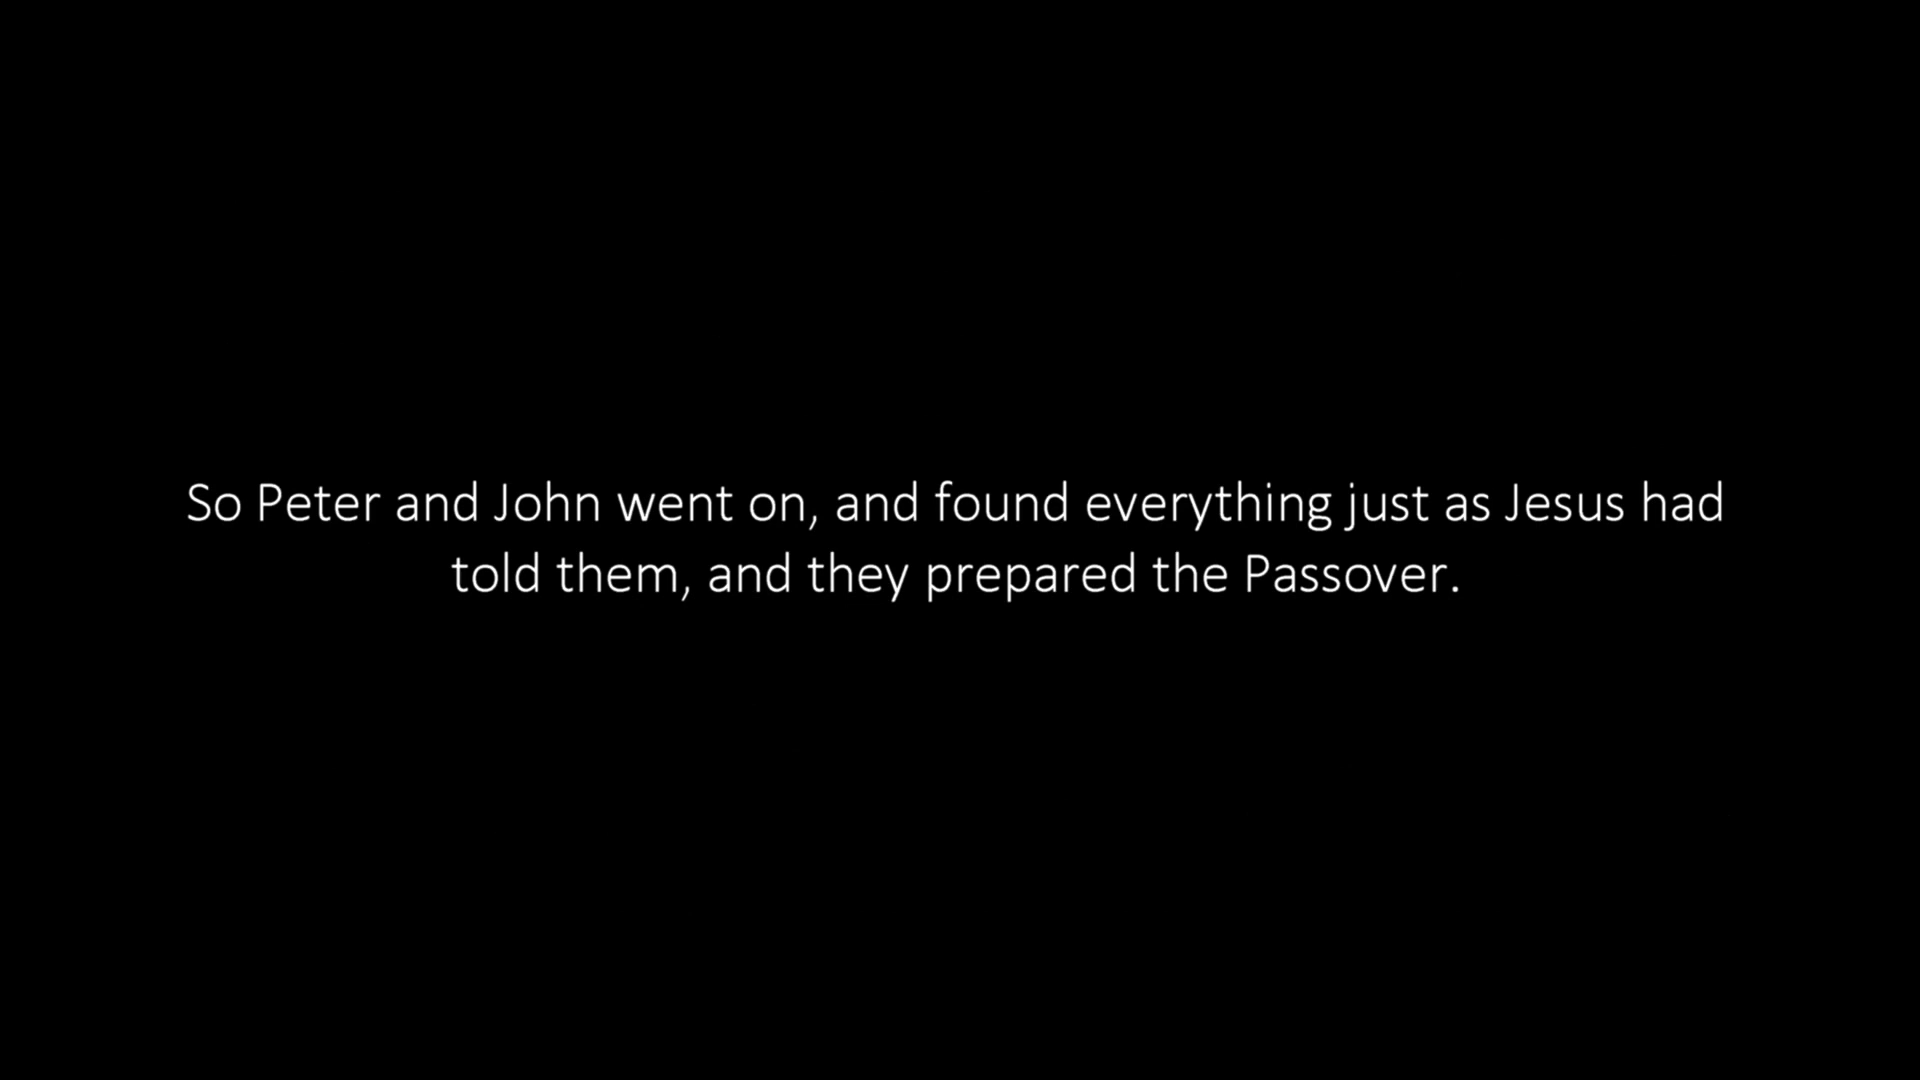 So Peter and John went on, and found everything just as Jesus had
told them, and they prepared the Passover.